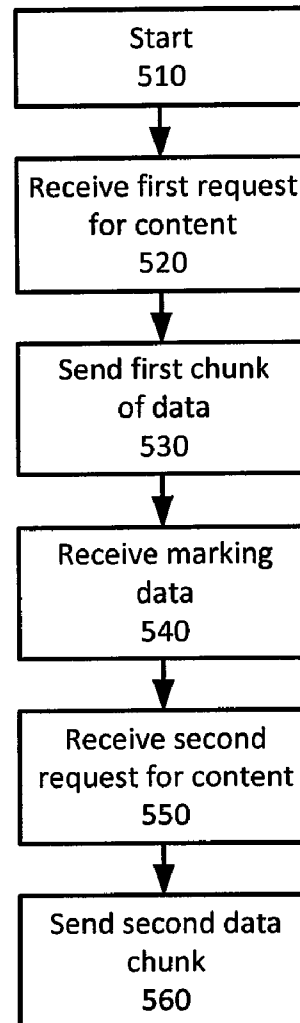 Start
510
Receive first request
for content
520
Send first chunk
of data
530
Receive marking
data
540
Receive second
request for content
550
Send second data
chunk
560